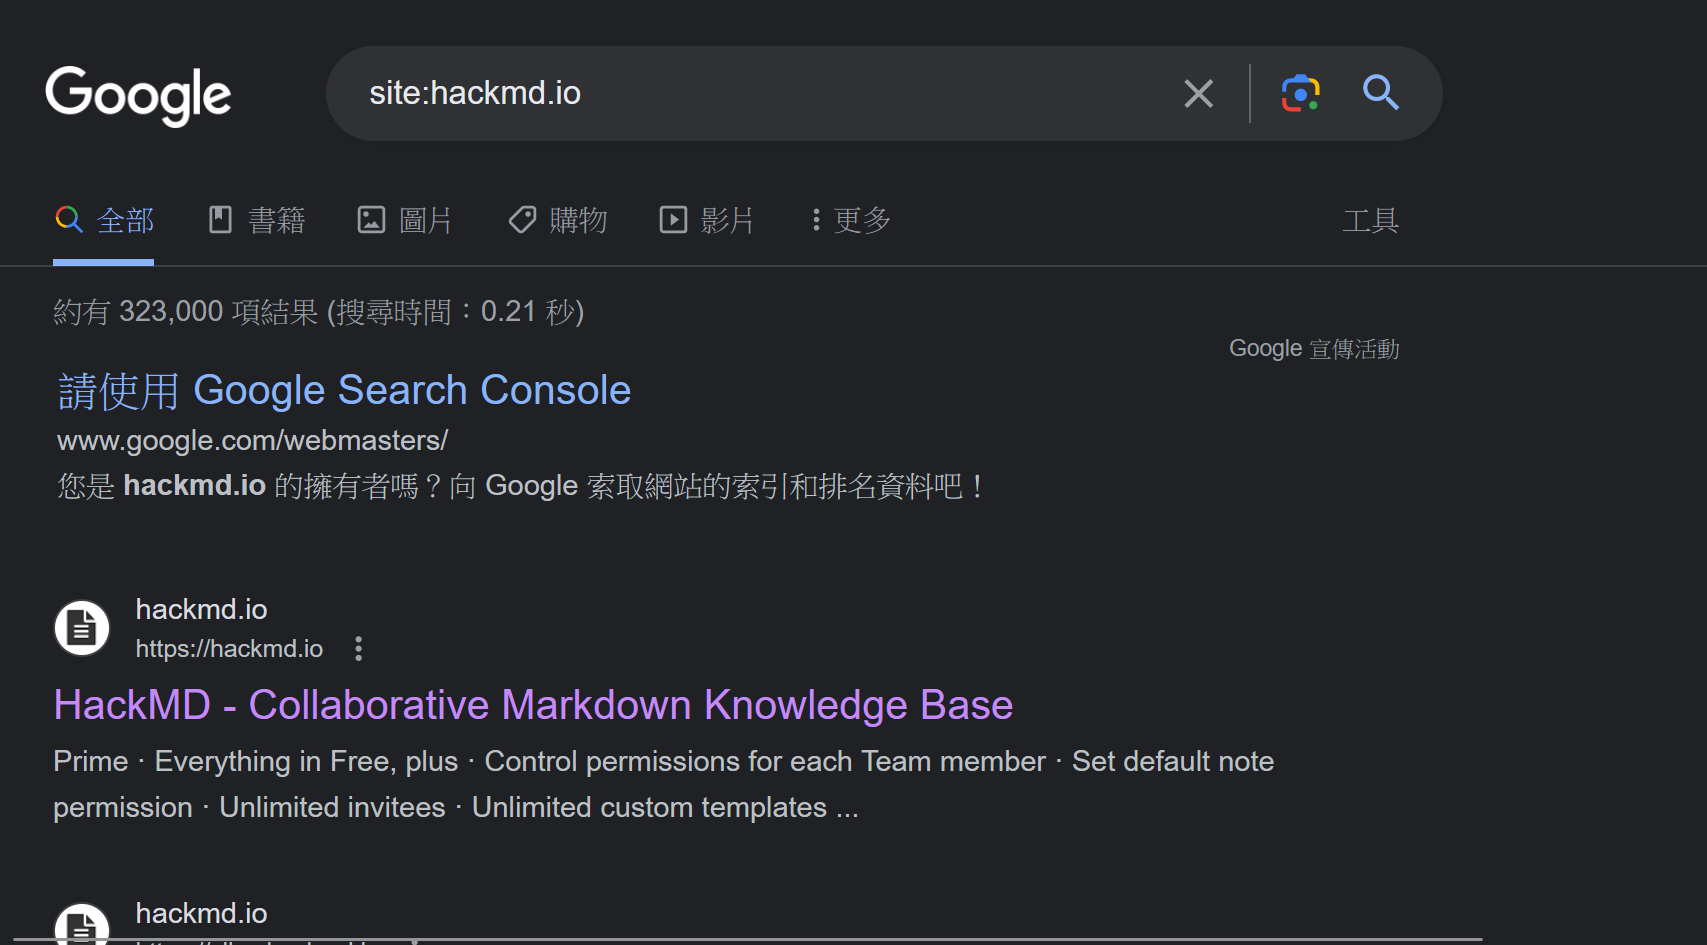 Google
site:hackmd.io
全部 書籍 圖片 購物 影片 更多 工具
約有 323,000 項結果 (搜尋時間：0.21 秒)
Google 宣傳活動
請使用 Google Search Console
www.google.com/webmasters/
您是 hackmd.io 的擁有者嗎？向 Google 索取網站的索引和排名資料吧！
hackmd.io
https://hackmd.io
HackMD - Collaborative Markdown Knowledge Base
Prime · Everything in Free, plus · Control permissions for each Team member · Set default note
permission · Unlimited invitees · Unlimited custom templates ...
hackmd.io